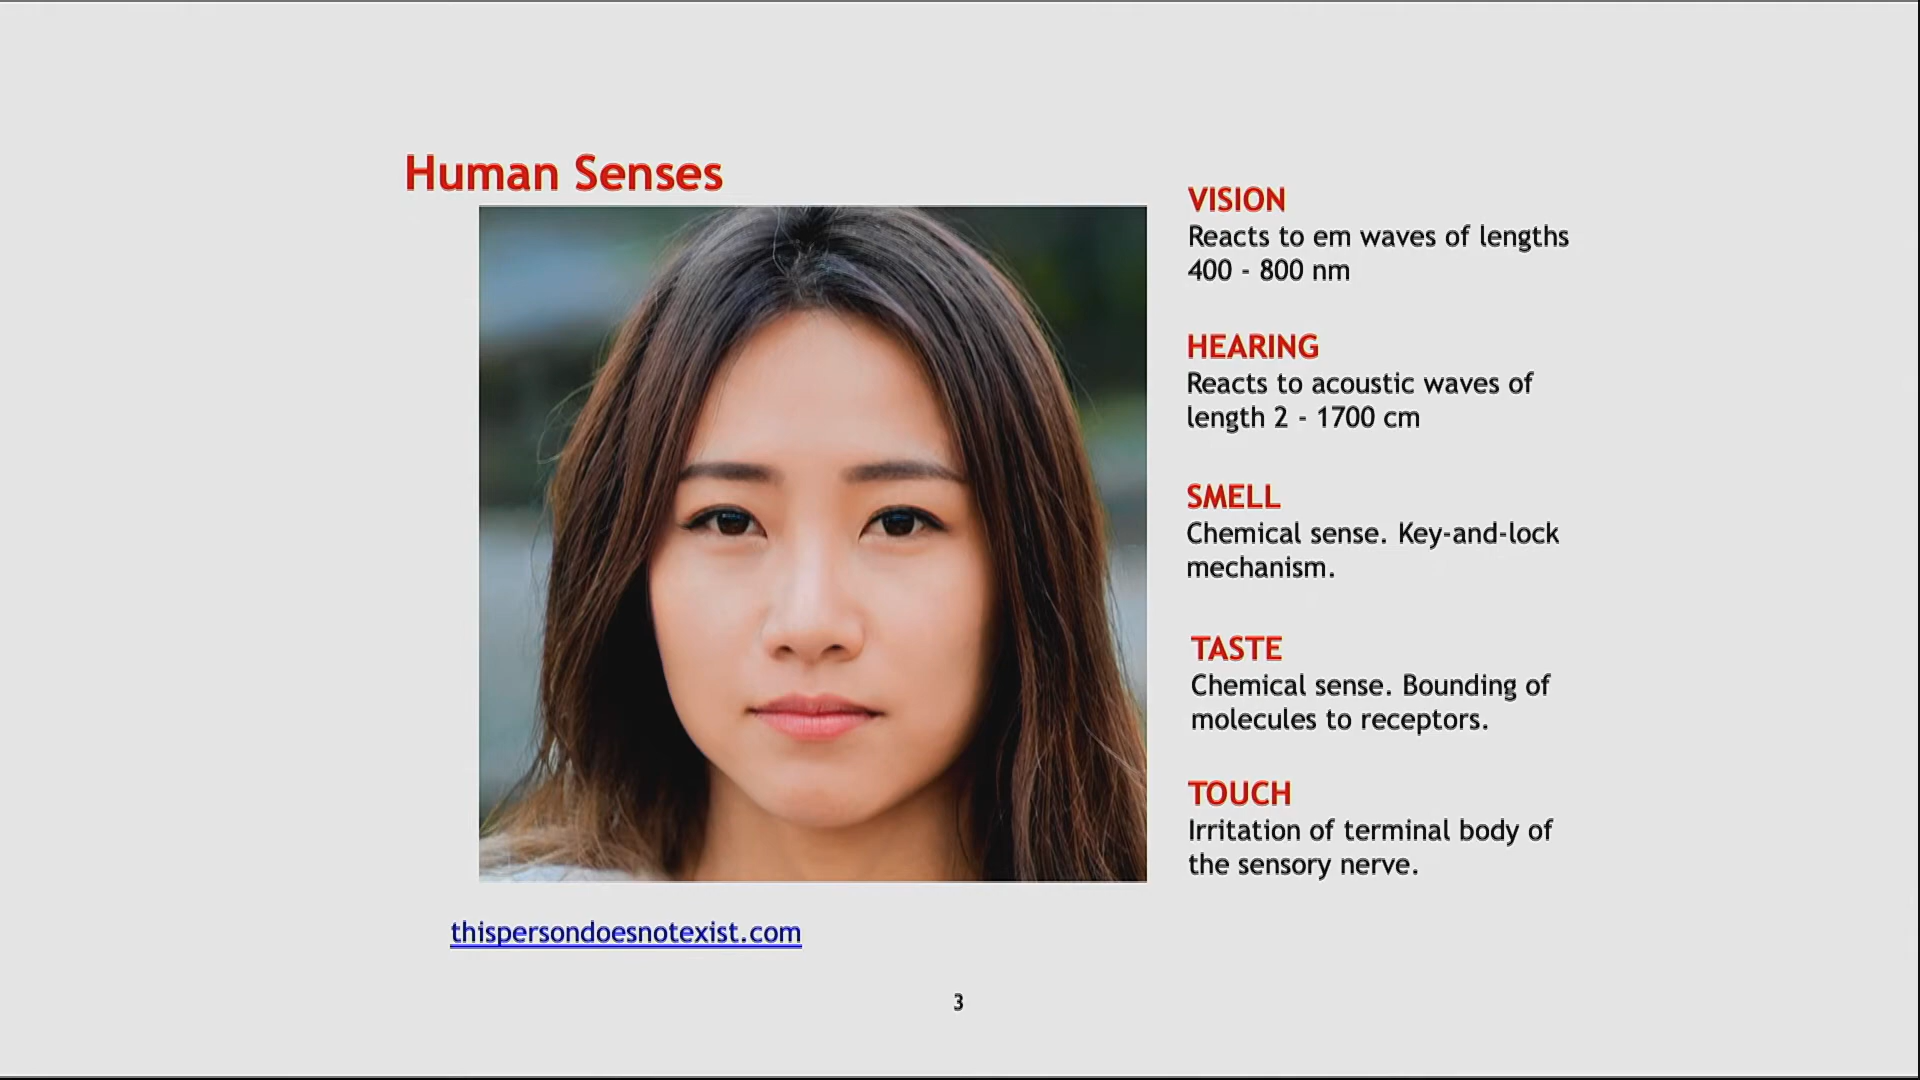 Human Senses
VISION
Reacts to em waves of lengths
400 - 800 nm
HEARING
Reacts to acoustic waves of
length 2 - 1700 cm
SMELL
Chemical sense. Key-and-lock
mechanism.
TASTE
Chemical sense. Bounding of
molecules to receptors.
TOUCH
Irritation of terminal body of
the sensory nerve.
thispersondoesnotexist.com
3